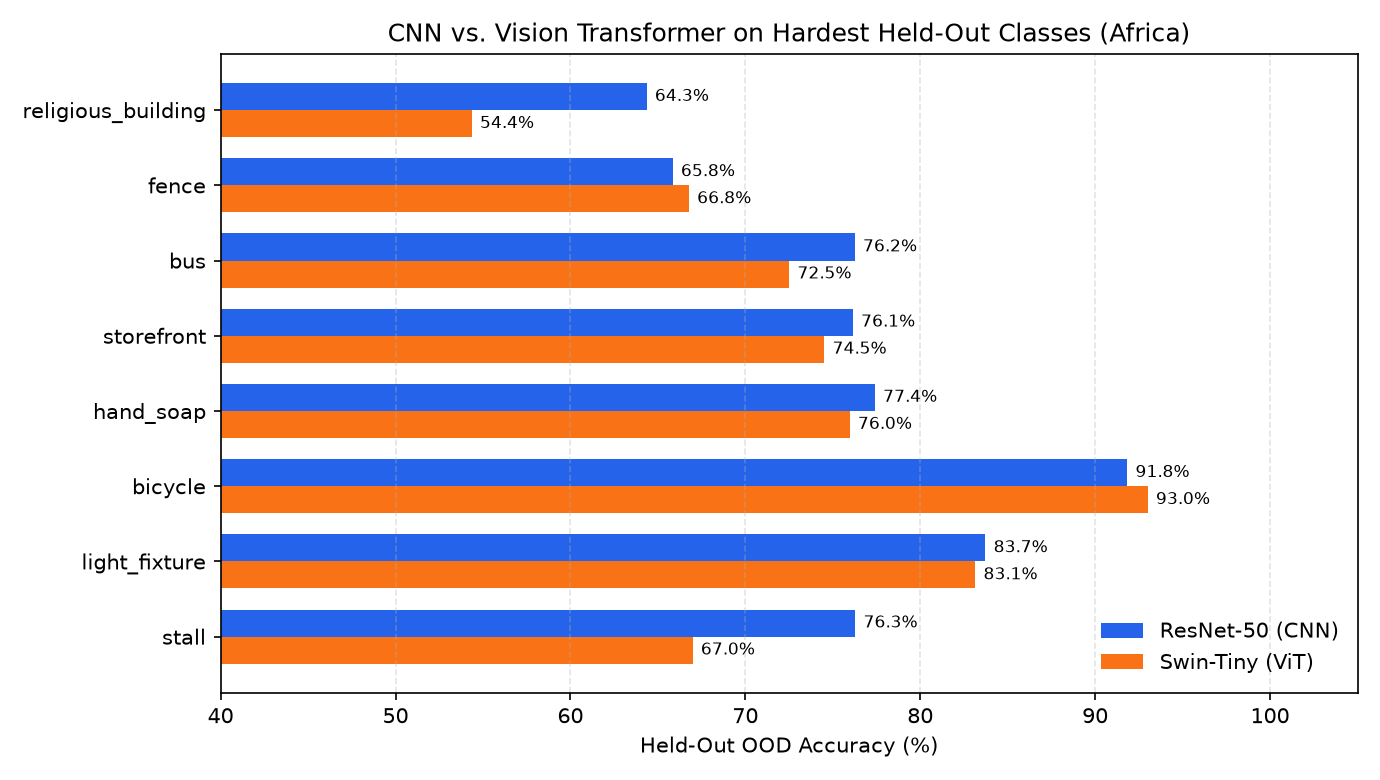 CNN vs. Vision Transformer on Hardest Held-Out Classes (Africa)
religious_building
64.3%
54.4%
fence
65.8%
66.8%
bus
76.2%
72.5%
storefront
76.1%
74.5%
hand_soap
77.4%
76.0%
bicycle
91.8%
93.0%
light_fixture
83.7%
83.1%
stall
76.3%
67.0%
ResNet-50 (CNN)
Swin-Tiny (ViT)
40 50 60 70 80 90 100
Held-Out OOD Accuracy (%)